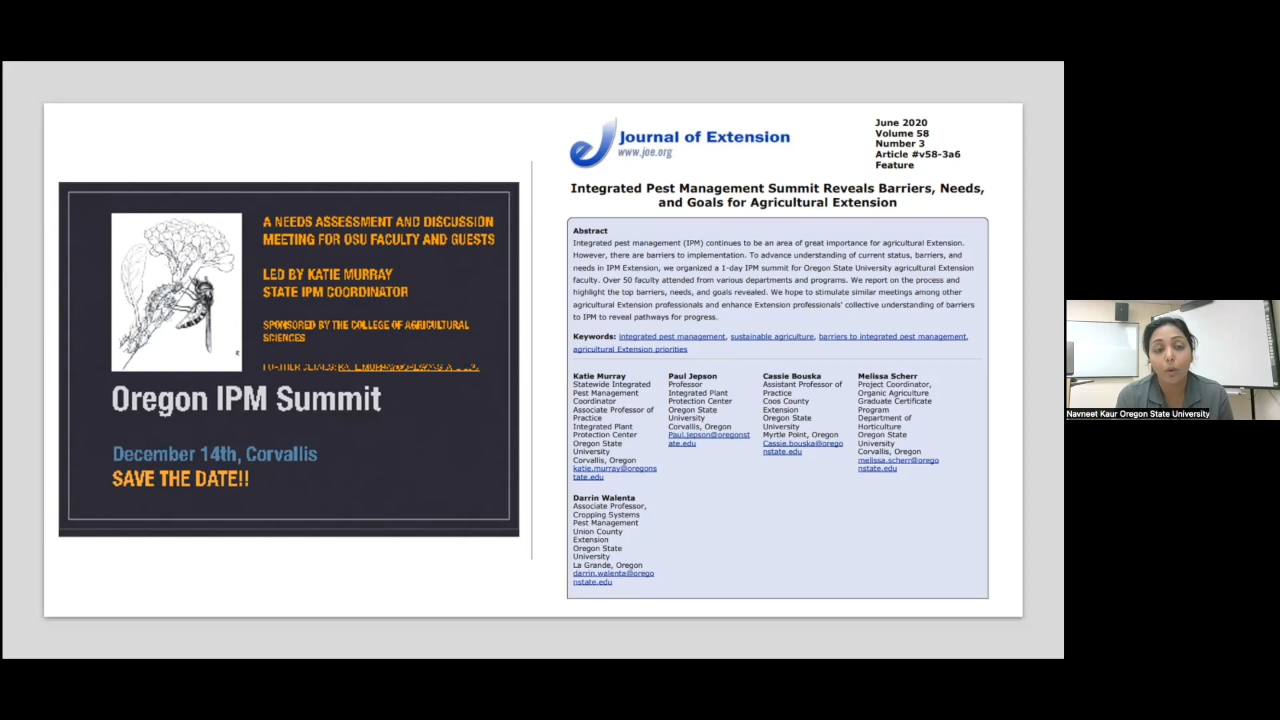 A NEEDS ASSESSMENT AND DISCUSSION
MEETING FOR OSU FACULTY AND GUESTS
LED BY KATIE MURRAY
STATE IPM COORDINATOR
SPONSORED BY THE COLLEGE OF AGRICULTURAL
SCIENCES
Oregon IPM Summit
December 14th, Corvallis
SAVE THE DATE!!
eJ Journal of Extension
www.joe.org
June 2020
Volume 58
Number 3
Article #v58-3a6
Feature
Integrated Pest Management Summit Reveals Barriers, Needs,
and Goals for Agricultural Extension
Abstract
Integrated pest management (IPM) continues to be an area of great importance for agricultural Extension.
However, there are barriers to implementation. To advance understanding of current status, barriers, and
needs in IPM Extension, we organized a 1-day IPM summit for Oregon State University agricultural Extension
faculty. Over 50 faculty attended from various departments and programs. We report on the process and
highlight the top barriers, needs, and goals revealed. We hope to stimulate similar meetings among other
agricultural Extension professionals and enhance Extension professionals' collective understanding of barriers
to IPM to reveal pathways for progress.
Keywords: integrated pest management, sustainable agriculture, barriers to integrated pest management,
agricultural Extension priorities
Katie Murray
Statewide Integrated
Pest Management
Coordinator
Associate Professor of
Practice
Integrated Plant
Protection Center
Oregon State
University
Corvallis, Oregon
katie.murray@oregons
tate.edu
Paul Jepson
Professor
Integrated Plant
Protection Center
Oregon State
University
Corvallis, Oregon
Paul.jepson@oregonst
ate.edu
Cassie Bouska
Assistant Professor of
Practice
Coos County
Extension
Oregon State
University
Myrtle Point, Oregon
Cassie.bouska@orego
nstate.edu
Melissa Scherr
Project Coordinator,
Organic Agriculture
Graduate Certificate
Program
Department of
Horticulture
Oregon State
University
Corvallis, Oregon
melissa.scherr@orego
nstate.edu
Darrin Walenta
Associate Professor,
Cropping Systems
Pest Management
Union County
Extension
Oregon State
University
La Grande, Oregon
darrin.walenta@orego
nstate.edu
Navneet Kaur Oregon State University